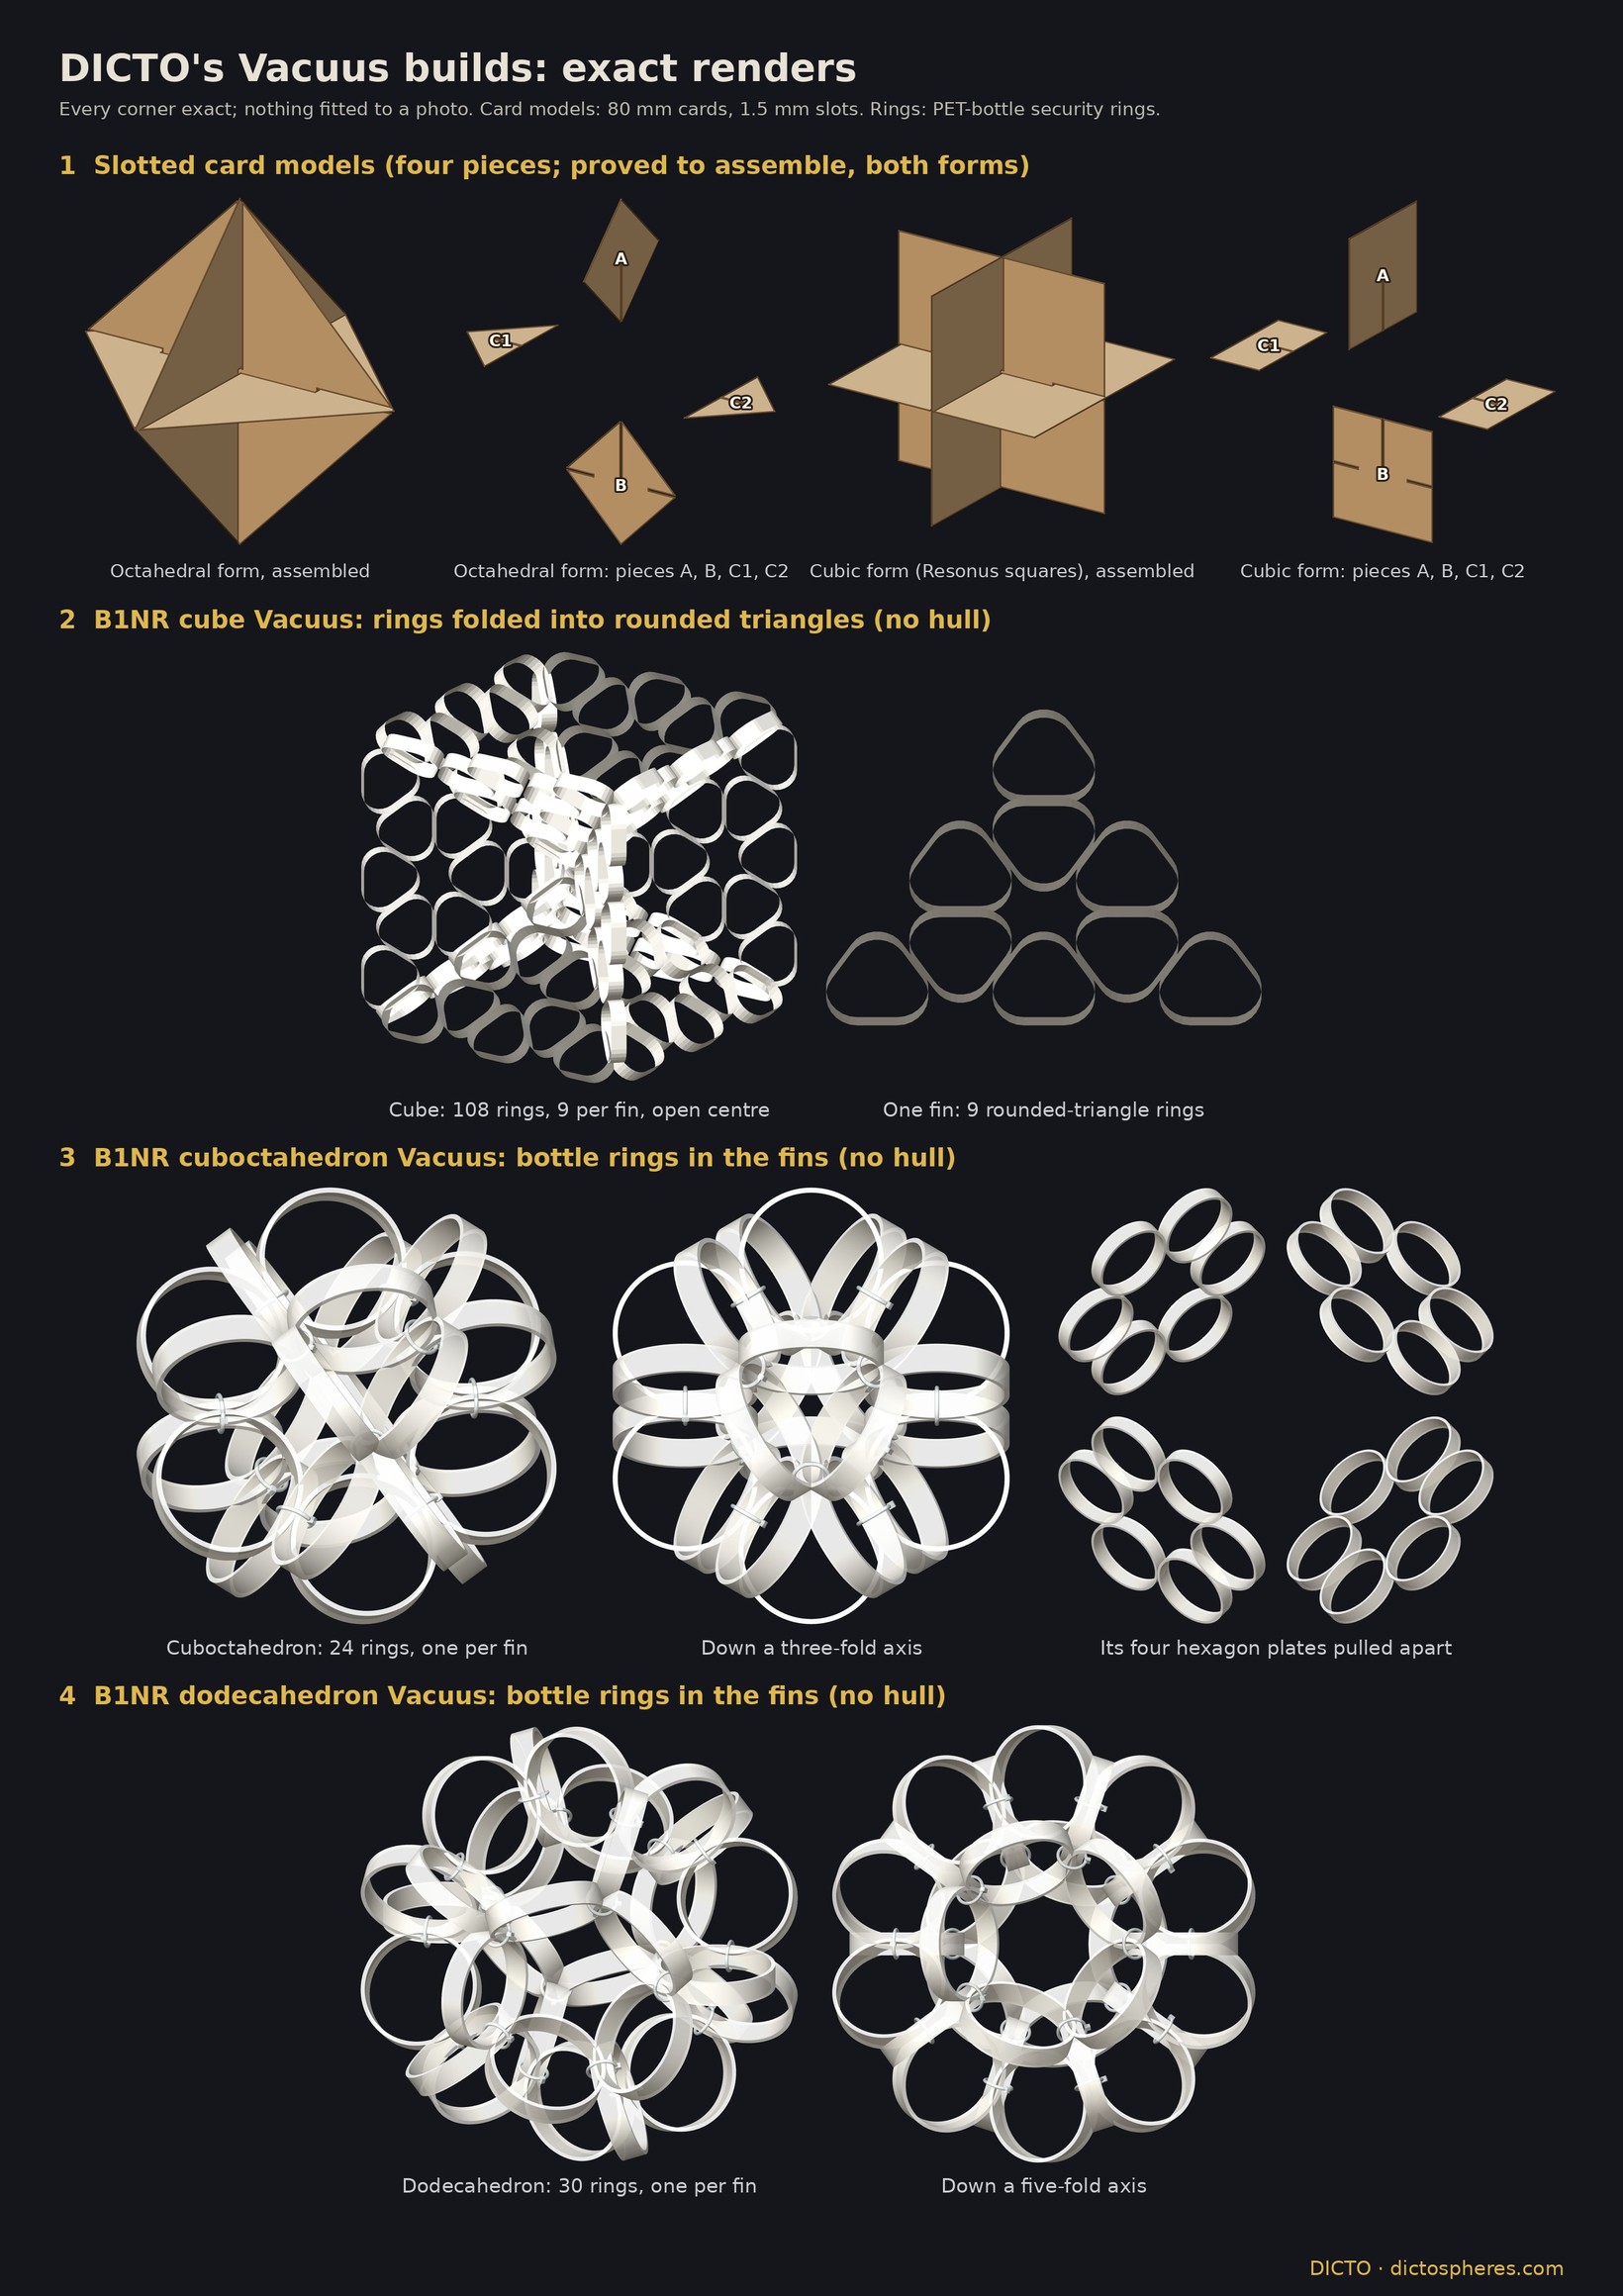 DICTO's Vacuus builds: exact renders
Every corner exact; nothing fitted to a photo. Card models: 80 mm cards, 1.5 mm slots. Rings: PET-bottle security rings.
1 Slotted card models (four pieces; proved to assemble, both forms)
A
C1
C2
B
A
C1
C2
B
Octahedral form, assembled
Octahedral form: pieces A, B, C1, C2
Cubic form (Resonus squares), assembled
Cubic form: pieces A, B, C1, C2
2 B1NR cube Vacuus: rings folded into rounded triangles (no hull)
Cube: 108 rings, 9 per fin, open centre
One fin: 9 rounded-triangle rings
3 B1NR cuboctahedron Vacuus: bottle rings in the fins (no hull)
Cuboctahedron: 24 rings, one per fin
Down a three-fold axis
Its four hexagon plates pulled apart
4 B1NR dodecahedron Vacuus: bottle rings in the fins (no hull)
Dodecahedron: 30 rings, one per fin
Down a five-fold axis
DICTO · dictospheres.com